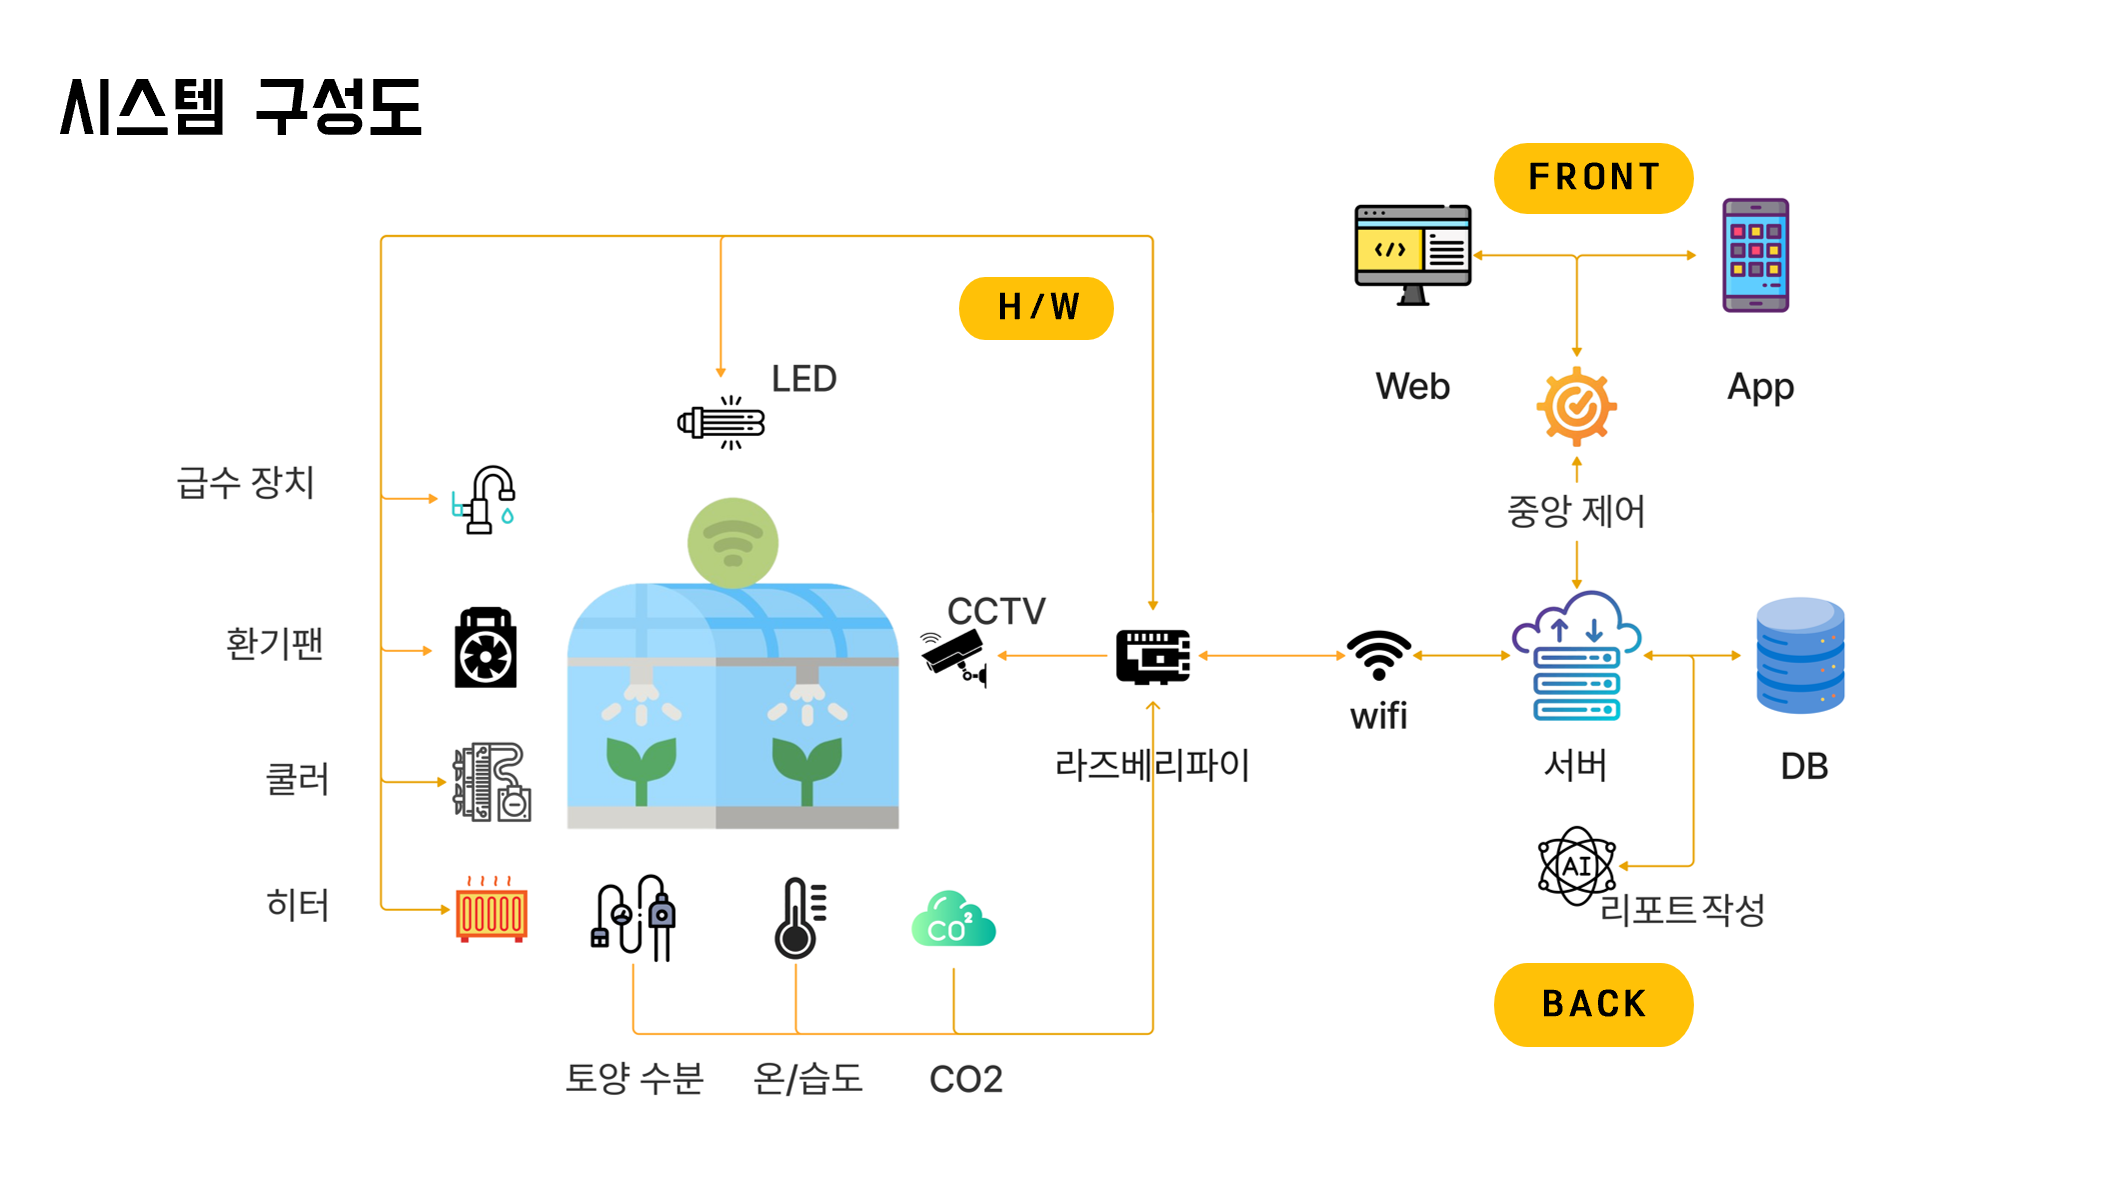 시스템 구성도
FRONT
H/W
LED
Web
App
급수 장치
중앙 제어
CCTV
환기팬
wifi
라즈베리파이
서버
DB
쿨러
AI
히터
리포트작성
CO²
BACK
토양 수분
온/습도
CO2